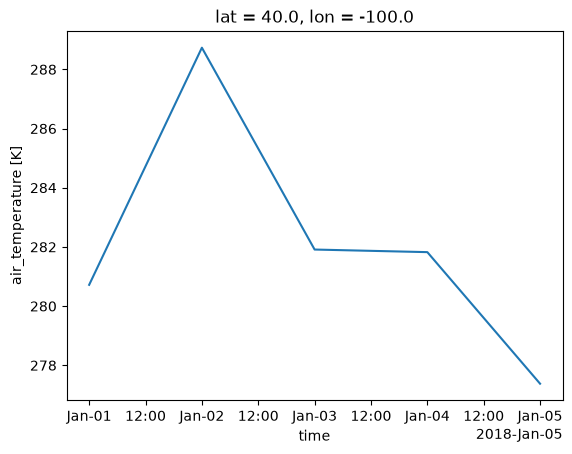 lat = 40.0, lon = -100.0
air_temperature [K]
288
286
284
282
280
278
Jan-01 12:00 Jan-02 12:00 Jan-03 12:00 Jan-04 12:00 Jan-05
time
2018-Jan-05